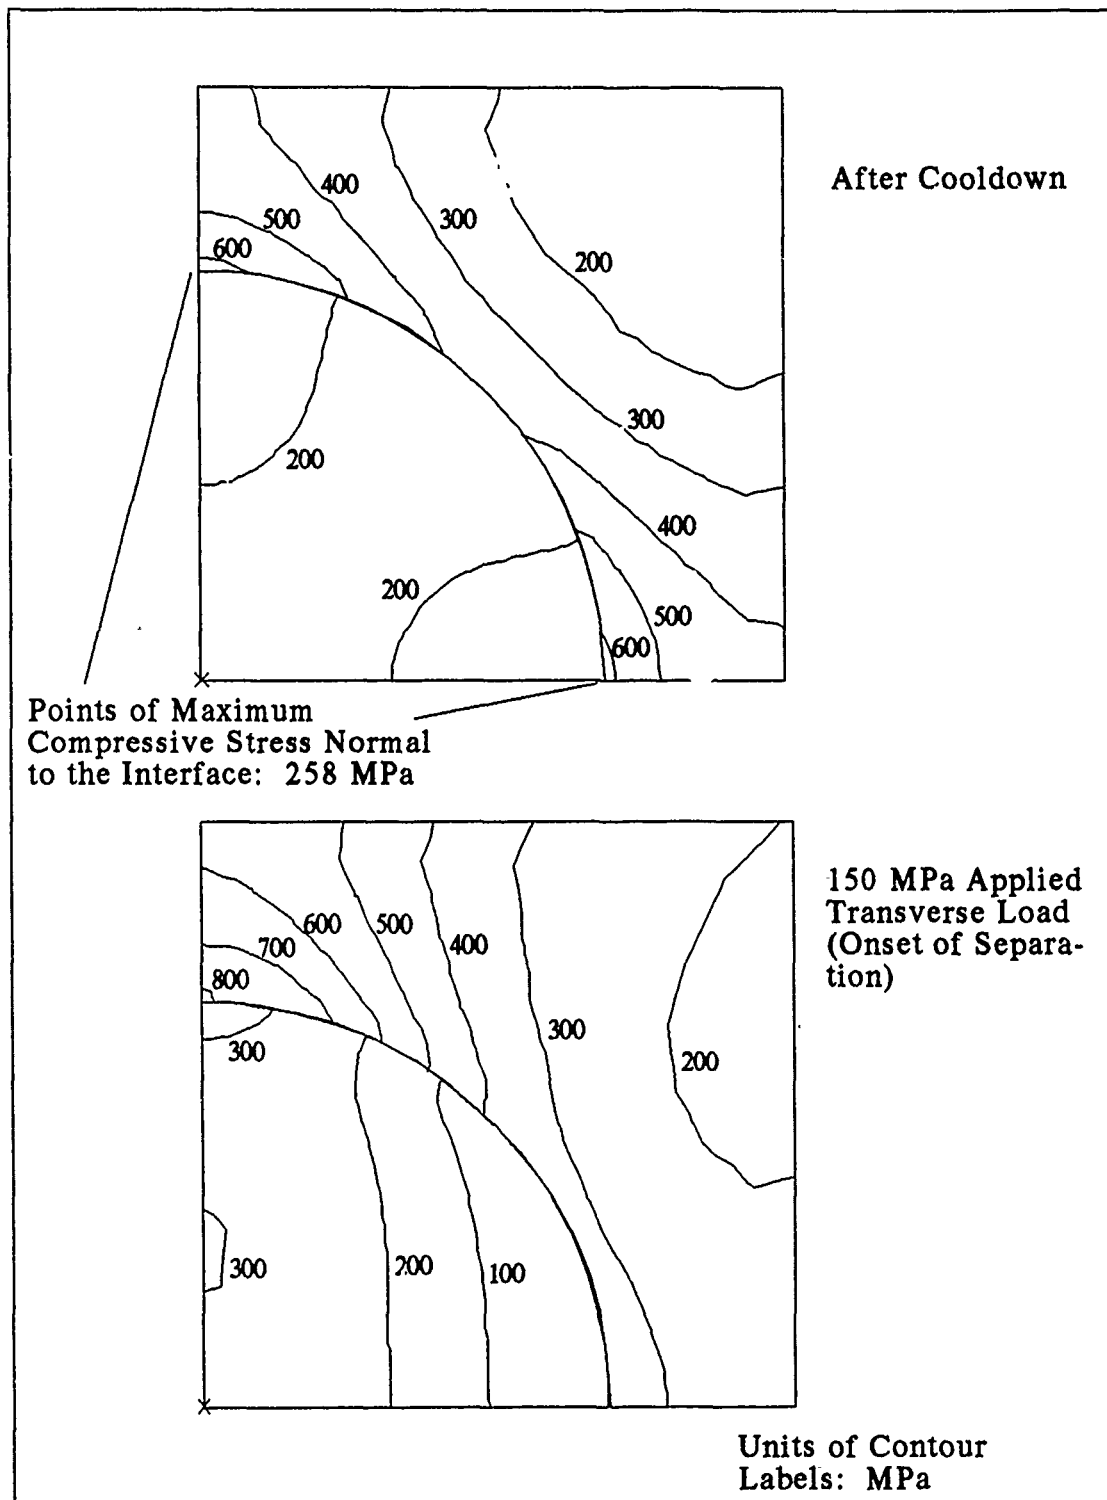 After Cooldown
400
500
300
600
200
300
200
400
200
500
600
Points of Maximum
Compressive Stress Normal
to the Interface: 258 MPa
150 MPa Applied
Transverse Load
(Onset of Separa-
tion)
600
500
400
700
800
300
300
200
300
200
100
Units of Contour
Labels: MPa